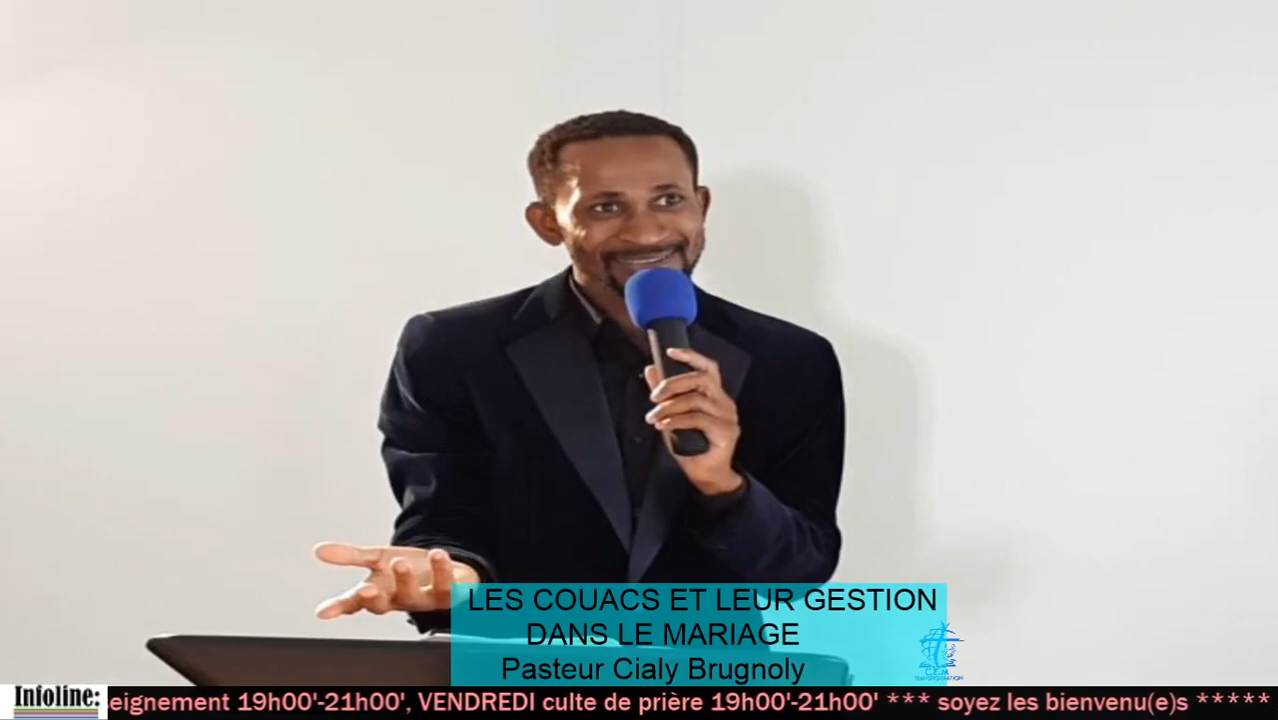 LES COUACS ET LEUR GESTION
DANS LE MARIAGE
Pasteur Cialy Brugnoly
C.E.M
TRANSFIGURATION
Infoline:
eignement 19h00'-21h00', VENDREDI culte de prière 19h00'-21h00' *** soyez les bienvenu(e)s *****